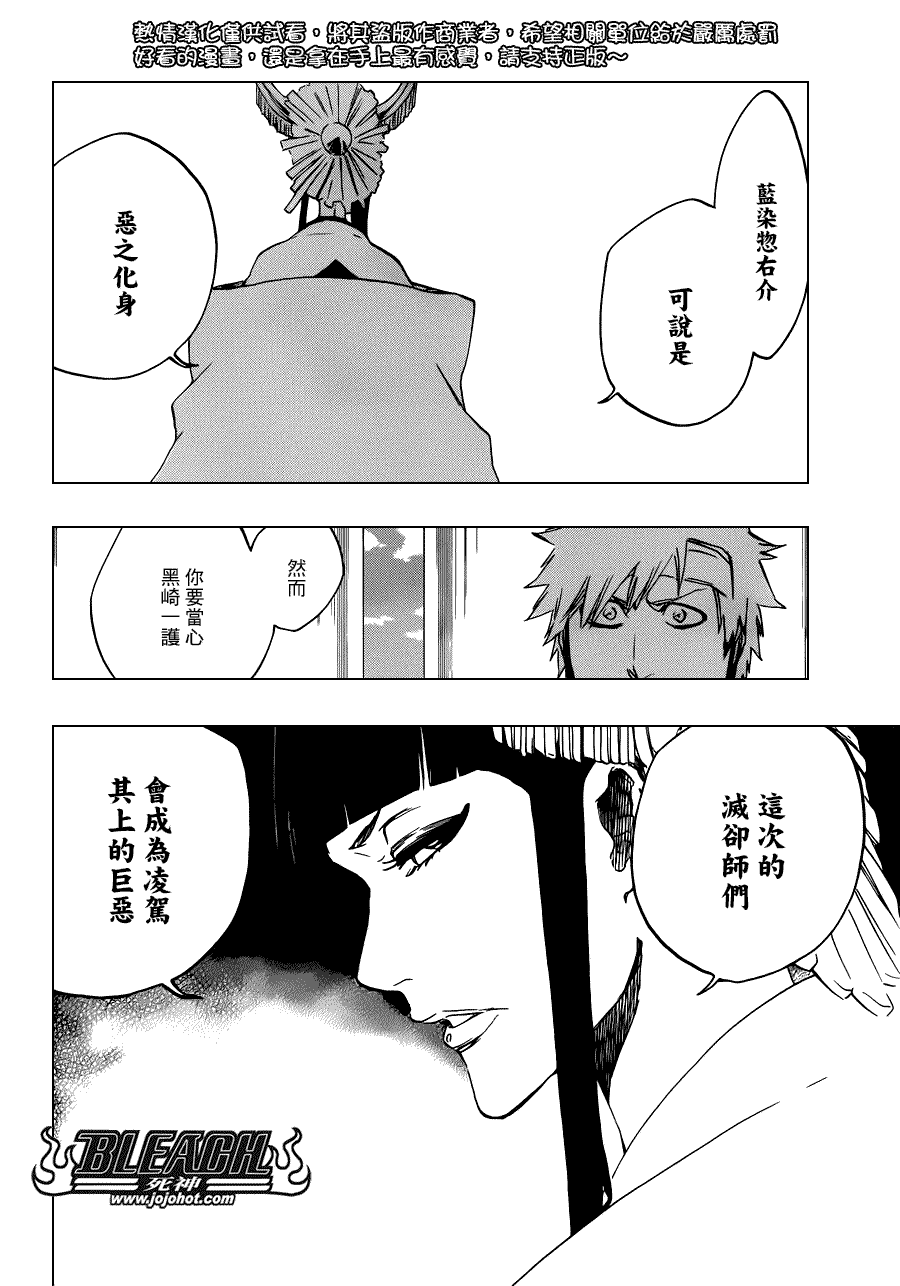 熱情漢化僅供試看，將其盜版作商業者，希望相關單位給於嚴厲處罰
好看的漫畫，還是拿在手上最有感覺，請支持正版～
藍染惣右介
可說是
惡之化身
然而
你要當心
黑崎一護
這次的
滅卻師們
會成為凌駕
其上的巨惡
BLEACH
死神
www.jojohot.com